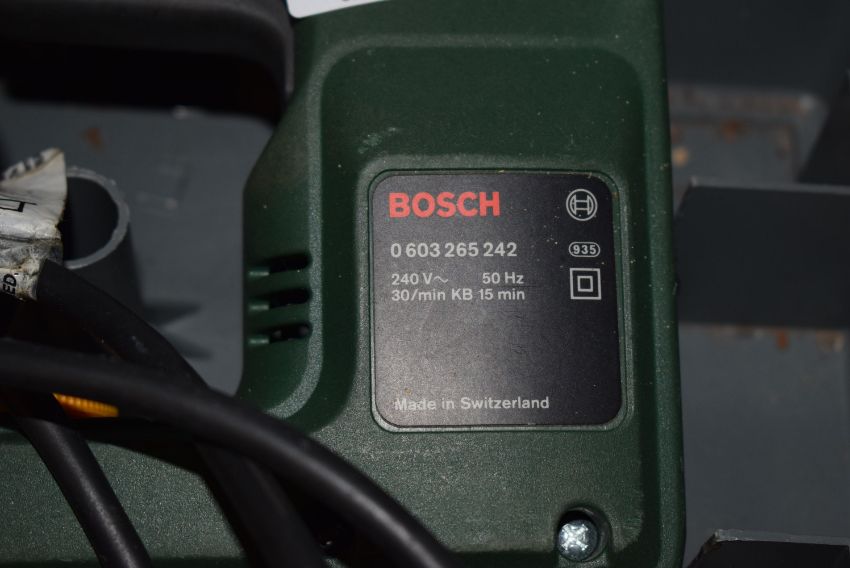 BOSCH
0 603 265 242
935
240 V~ 50 Hz
30/min KB 15 min
Made in Switzerland